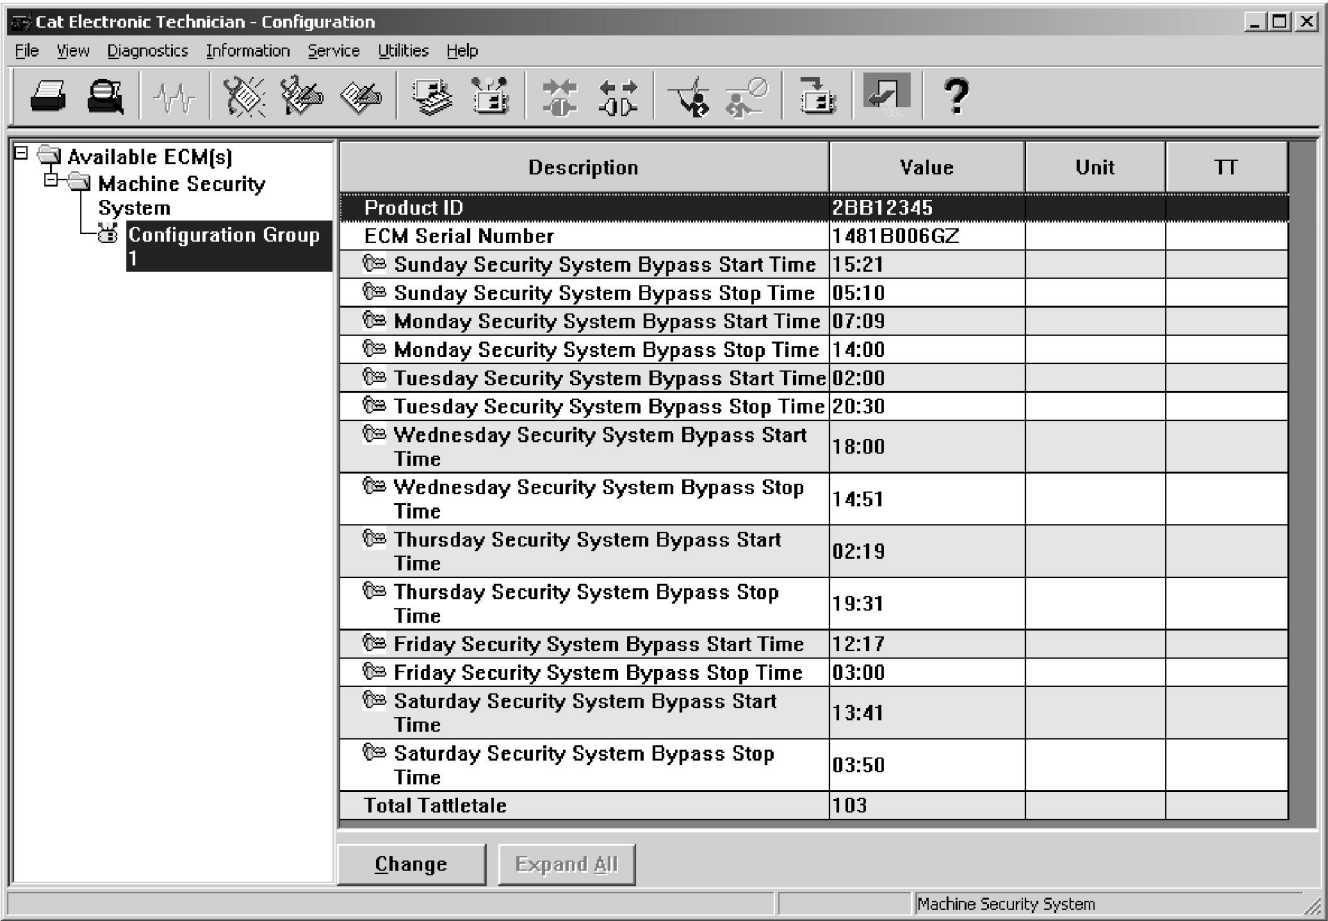 Cat Electronic Technician - Configuration
File View Diagnostics Information Service Utilities Help
Available ECM(s)
Machine Security
System
Configuration Group
1
Description Value Unit TT
Product ID 2BB12345
ECM Serial Number 1481B006GZ
Sunday Security System Bypass Start Time 15:21
Sunday Security System Bypass Stop Time 05:10
Monday Security System Bypass Start Time 07:09
Monday Security System Bypass Stop Time 14:00
Tuesday Security System Bypass Start Time 02:00
Tuesday Security System Bypass Stop Time 20:30
Wednesday Security System Bypass Start
Time 18:00
Wednesday Security System Bypass Stop
Time 14:51
Thursday Security System Bypass Start
Time 02:19
Thursday Security System Bypass Stop
Time 19:31
Friday Security System Bypass Start Time 12:17
Friday Security System Bypass Stop Time 03:00
Saturday Security System Bypass Start
Time 13:41
Saturday Security System Bypass Stop
Time 03:50
Total Tattletale 103
Change Expand All
Machine Security System